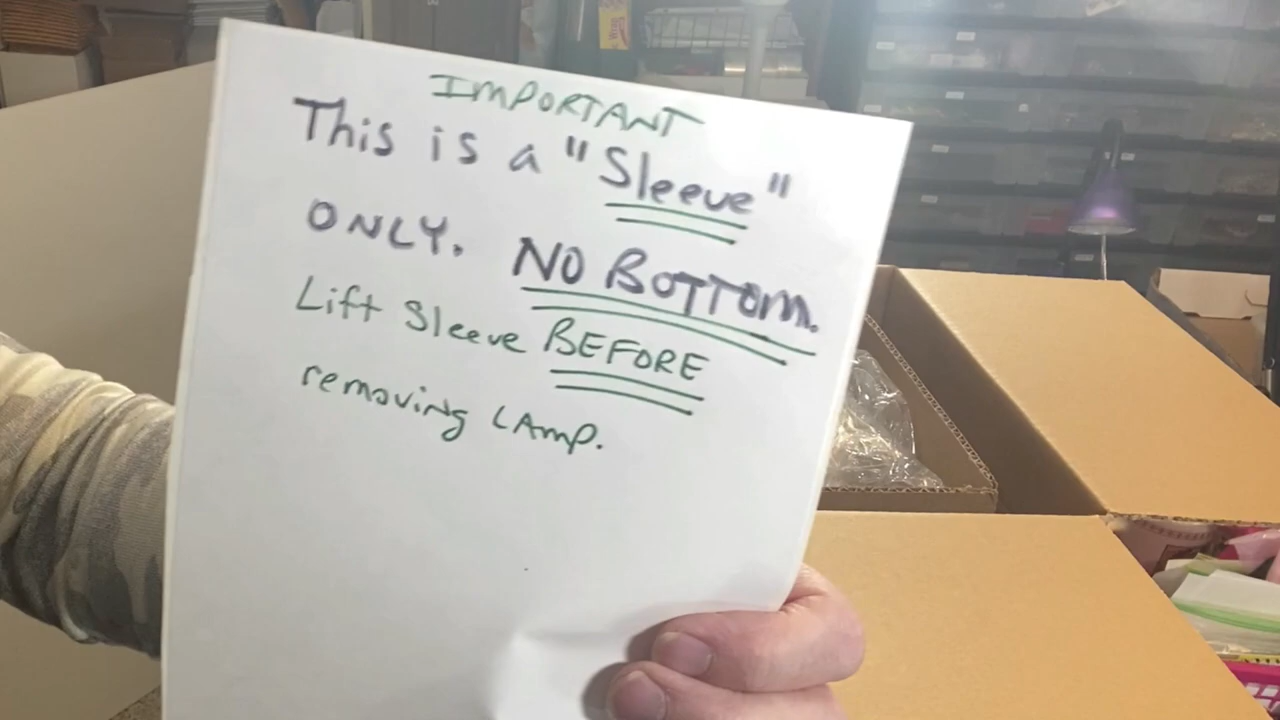 IMPORTANT
This is a "Sleeve"
ONLY. NO BOTTOM.
Lift Sleeve BEFORE
removing LAmp.